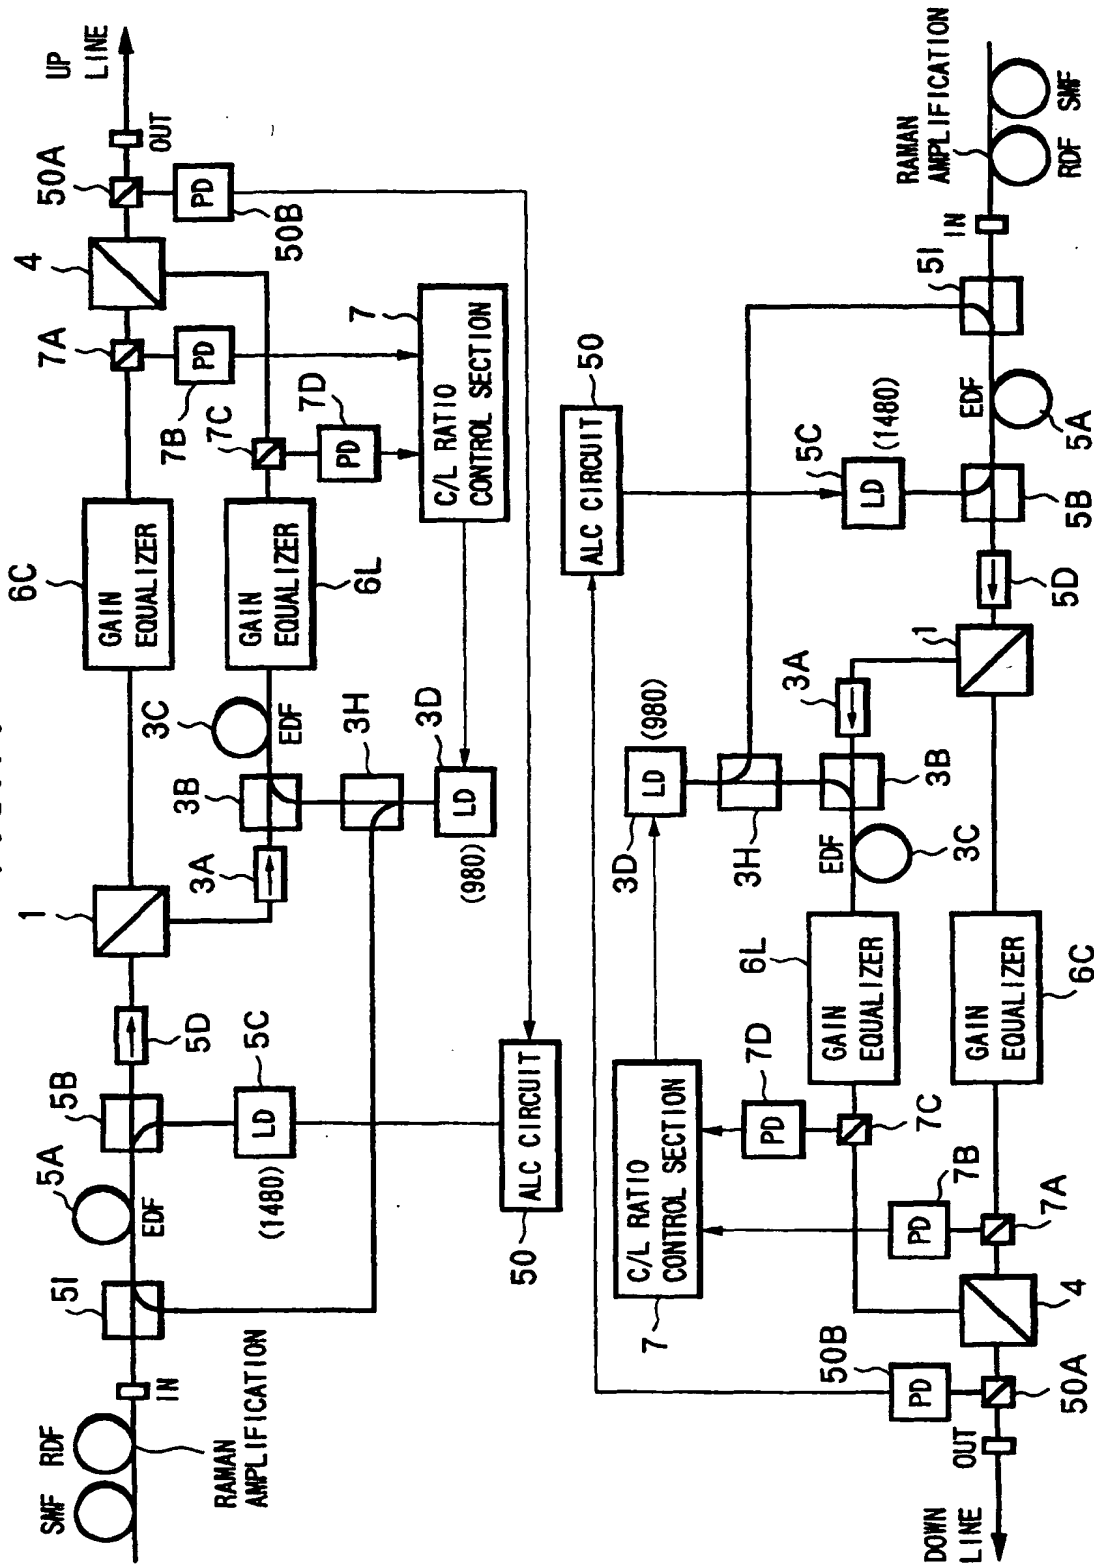 SMF
RDF
RAMAN
AMPLIFICATION
IN
5I
5A
EDF
5B
5C
LD
(1480)
5D
50
ALC CIRCUIT
1
3A
3B
3C
EDF
3H
3D
LD
(980)
6C
GAIN
EQUALIZER
6L
GAIN
EQUALIZER
7A
7B
PD
7C
7D
PD
7
C/L RATIO
CONTROL SECTION
4
50A
50B
PD
OUT
UP
LINE
RAMAN
AMPLIFICATION
RDF
SMF
IN
5I
EDF
5A
5B
5C
LD
(1480)
5D
50
ALC CIRCUIT
1
3A
3B
3C
EDF
3H
3D
LD
(980)
6L
GAIN
EQUALIZER
6C
GAIN
EQUALIZER
7C
7D
PD
7A
7B
PD
7
C/L RATIO
CONTROL SECTION
4
50A
50B
PD
OUT
DOWN
LINE